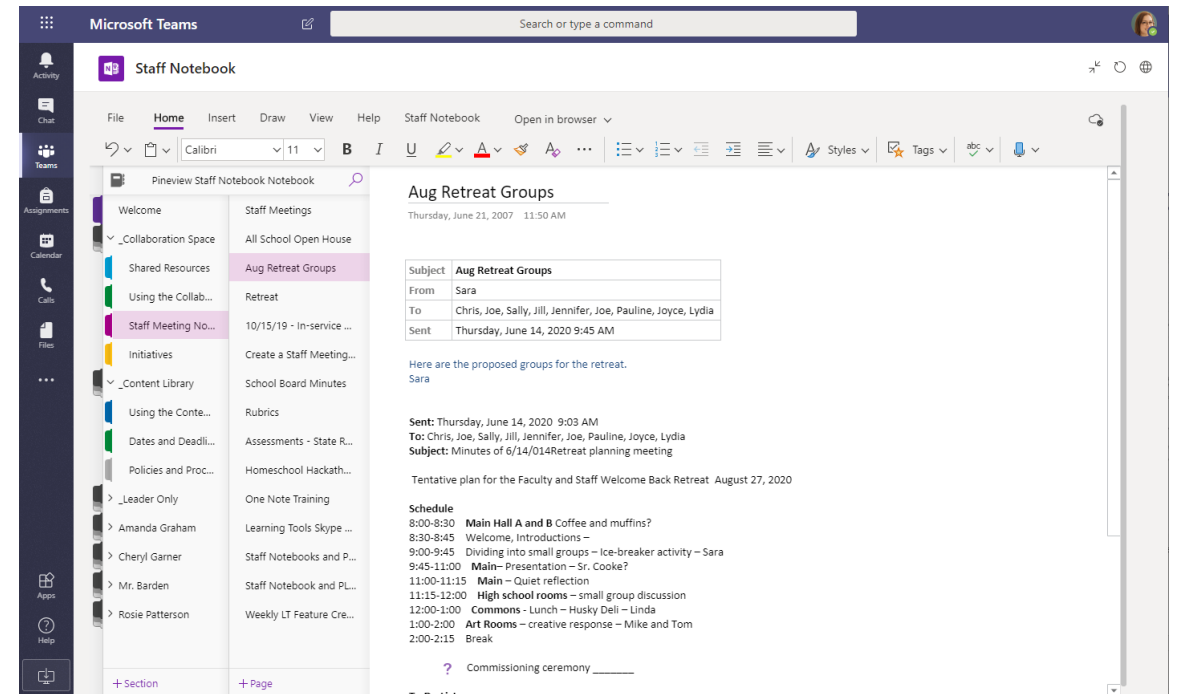 Microsoft Teams
Search or type a command
Activity
Chat
Teams
Assignments
Calendar
Calls
Files
Apps
Help
N
Staff Notebook
File Home Insert Draw View Help Staff Notebook Open in browser
Calibri 11 B I U A A Styles Tags abc
Pineview Staff Notebook Notebook
Welcome
_Collaboration Space
Shared Resources
Using the Collab...
Staff Meeting No...
Initiatives
_Content Library
Using the Conte...
Dates and Deadli...
Policies and Proc...
_Leader Only
Amanda Graham
Cheryl Garner
Mr. Barden
Rosie Patterson
+ Section
Staff Meetings
All School Open House
Aug Retreat Groups
Retreat
10/15/19 - In-service ...
Create a Staff Meeting...
School Board Minutes
Rubrics
Assessments - State R...
Homeschool Hackath...
One Note Training
Learning Tools Skype ...
Staff Notebooks and P...
Staff Notebook and PL...
Weekly LT Feature Cre...
+ Page
Aug Retreat Groups
Thursday, June 21, 2007 11:50 AM
Subject Aug Retreat Groups
From Sara
To Chris, Joe, Sally, Jill, Jennifer, Joe, Pauline, Joyce, Lydia
Sent Thursday, June 14, 2020 9:45 AM
Here are the proposed groups for the retreat.
Sara
Sent: Thursday, June 14, 2020 9:03 AM
To: Chris, Joe, Sally, Jill, Jennifer, Joe, Pauline, Joyce, Lydia
Subject: Minutes of 6/14/014Retreat planning meeting
Tentative plan for the Faculty and Staff Welcome Back Retreat August 27, 2020
Schedule
8:00-8:30 Main Hall A and B Coffee and muffins?
8:30-8:45 Welcome, Introductions –
9:00-9:45 Dividing into small groups – Ice-breaker activity – Sara
9:45-11:00 Main– Presentation – Sr. Cooke?
11:00-11:15 Main – Quiet reflection
11:15-12:00 High school rooms – small group discussion
12:00-1:00 Commons - Lunch – Husky Deli – Linda
1:00-2:00 Art Rooms – creative response – Mike and Tom
2:00-2:15 Break
? Commissioning ceremony _______